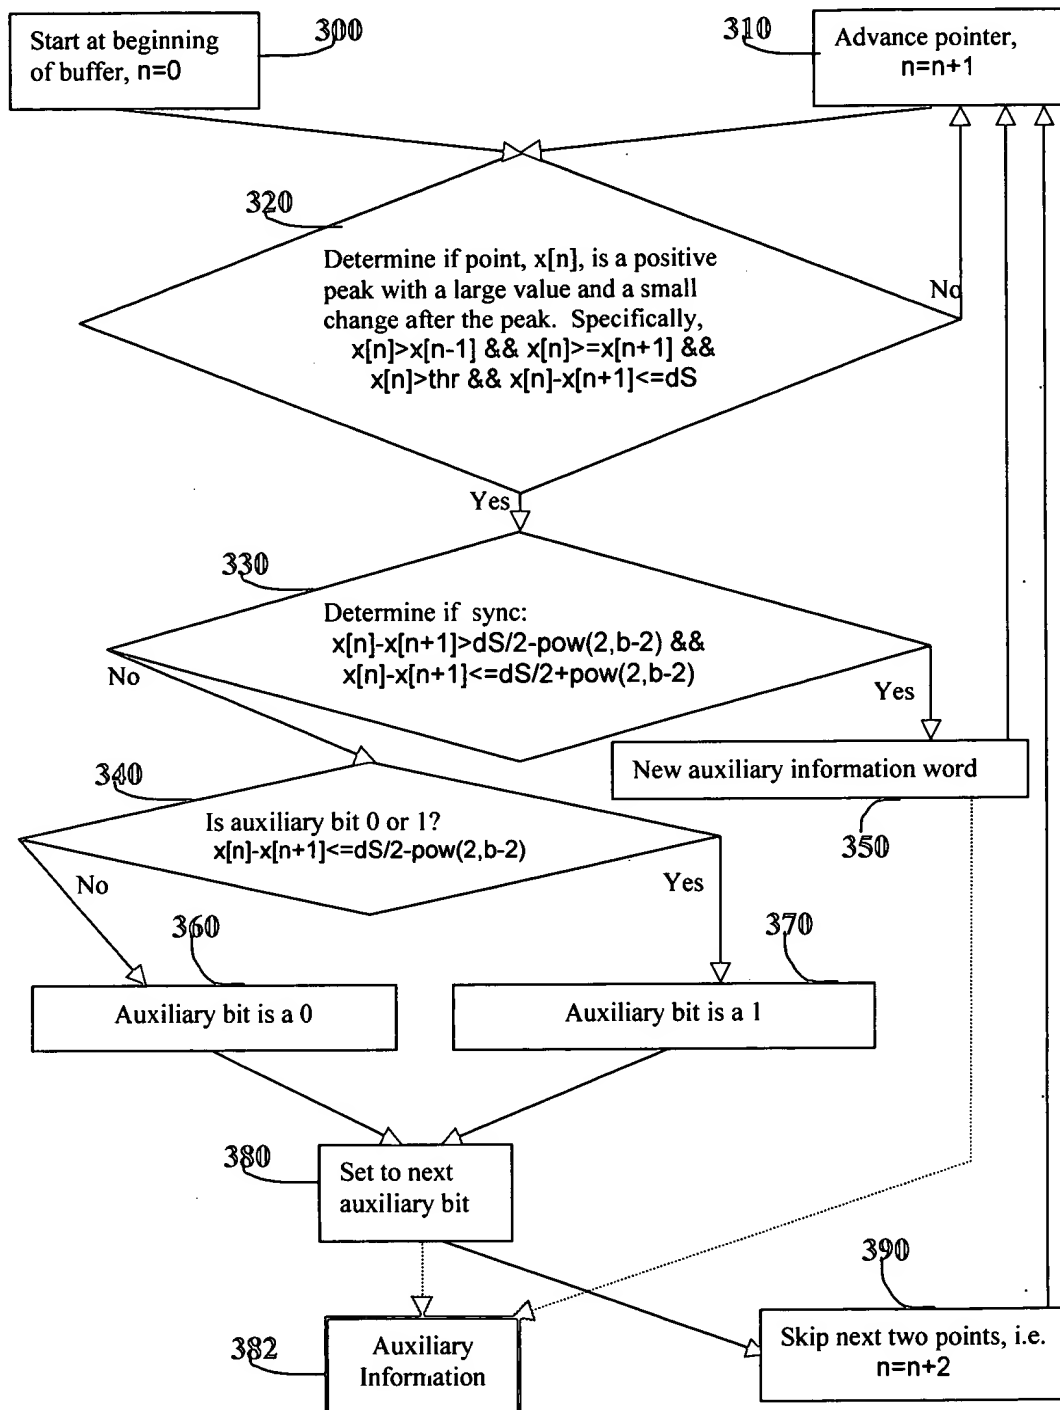 Start at beginning
of buffer, n=0
300
310
Advance pointer,
n=n+1
320
Determine if point, x[n], is a positive
peak with a large value and a small
change after the peak. Specifically,
x[n]>x[n-1] && x[n]>=x[n+1] &&
x[n]>thr && x[n]-x[n+1]<=dS
No
Yes
330
Determine if sync:
x[n]-x[n+1]>dS/2-pow(2,b-2) &&
x[n]-x[n+1]<=dS/2+pow(2,b-2)
No
Yes
340
New auxiliary information word
350
Is auxiliary bit 0 or 1?
x[n]-x[n+1]<=dS/2-pow(2,b-2)
No
Yes
360
370
Auxiliary bit is a 0
Auxiliary bit is a 1
380
Set to next
auxiliary bit
390
382
Auxiliary
Information
Skip next two points, i.e.
n=n+2